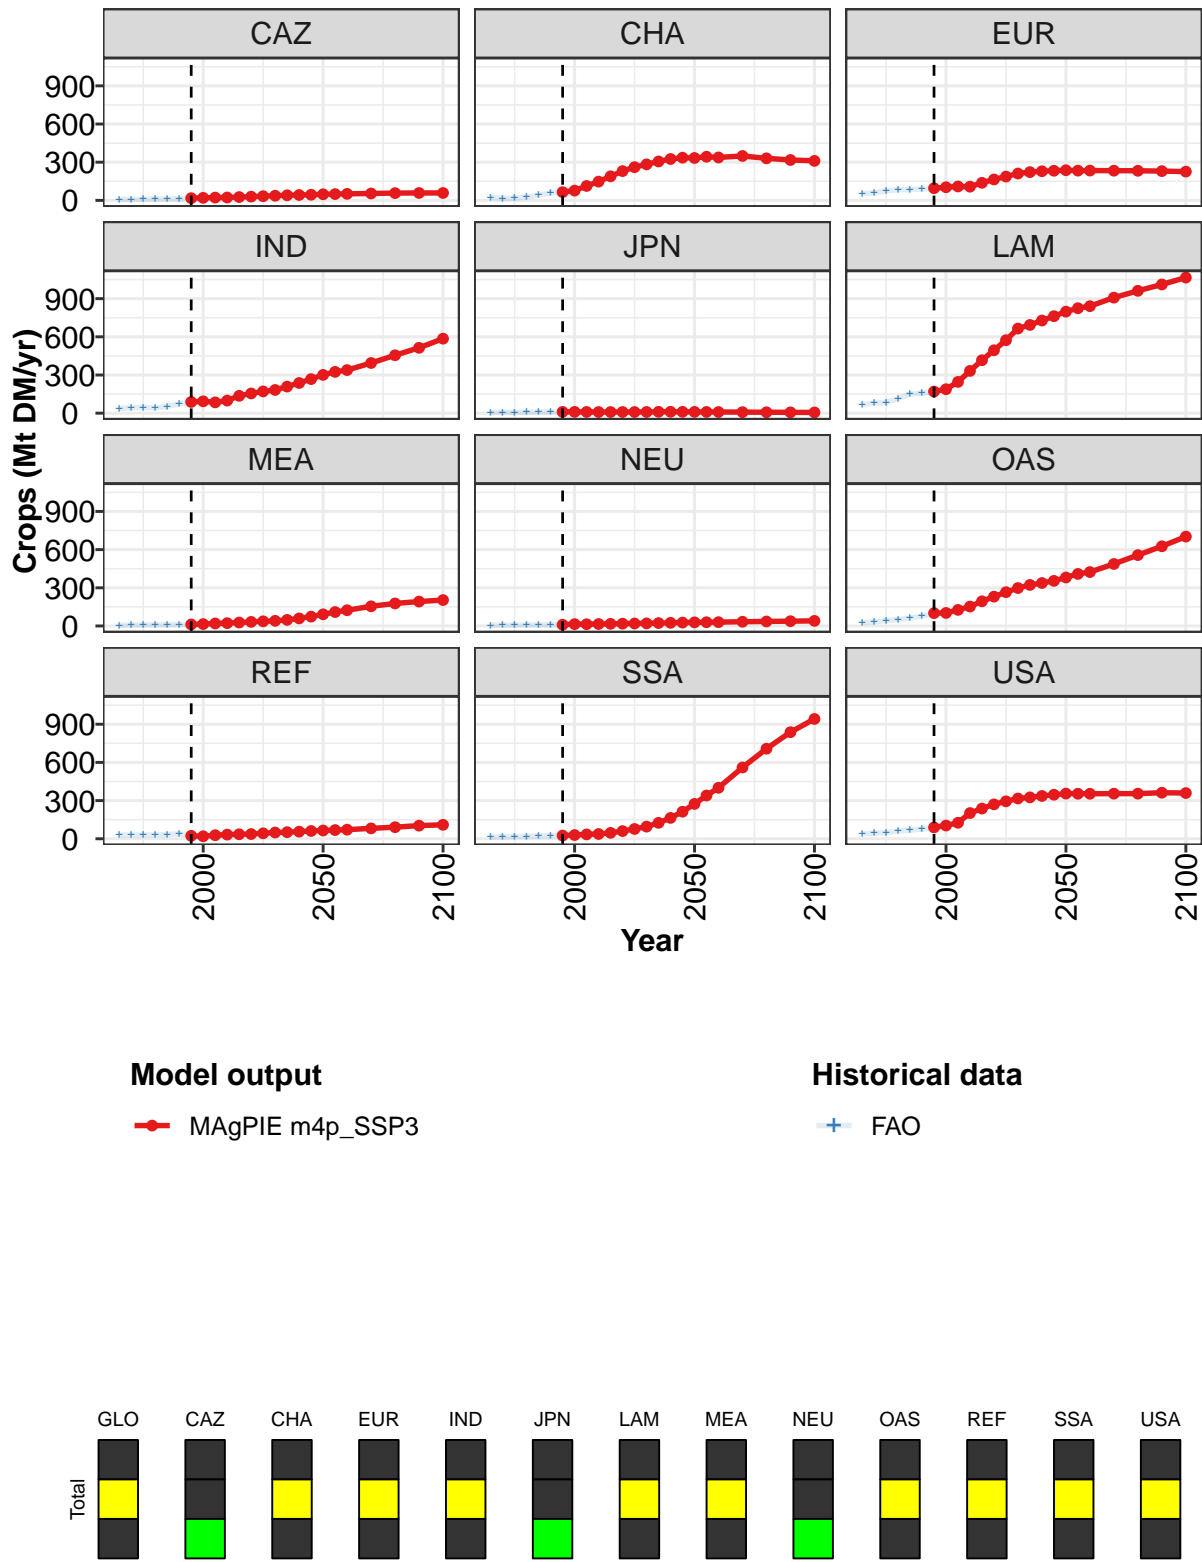 CAZ CHA EUR
900
600
300
0
IND JPN LAM
900
600
300
0
Crops (Mt DM/yr)
MEA NEU OAS
900
600
300
0
REF SSA USA
900
600
300
0
2000 2050 2100 2000 2050 2100 2000 2050 2100
Year
Model output Historical data
MAgPIE m4p_SSP3 FAO
GLO CAZ CHA EUR IND JPN LAM MEA NEU OAS REF SSA USA
Total